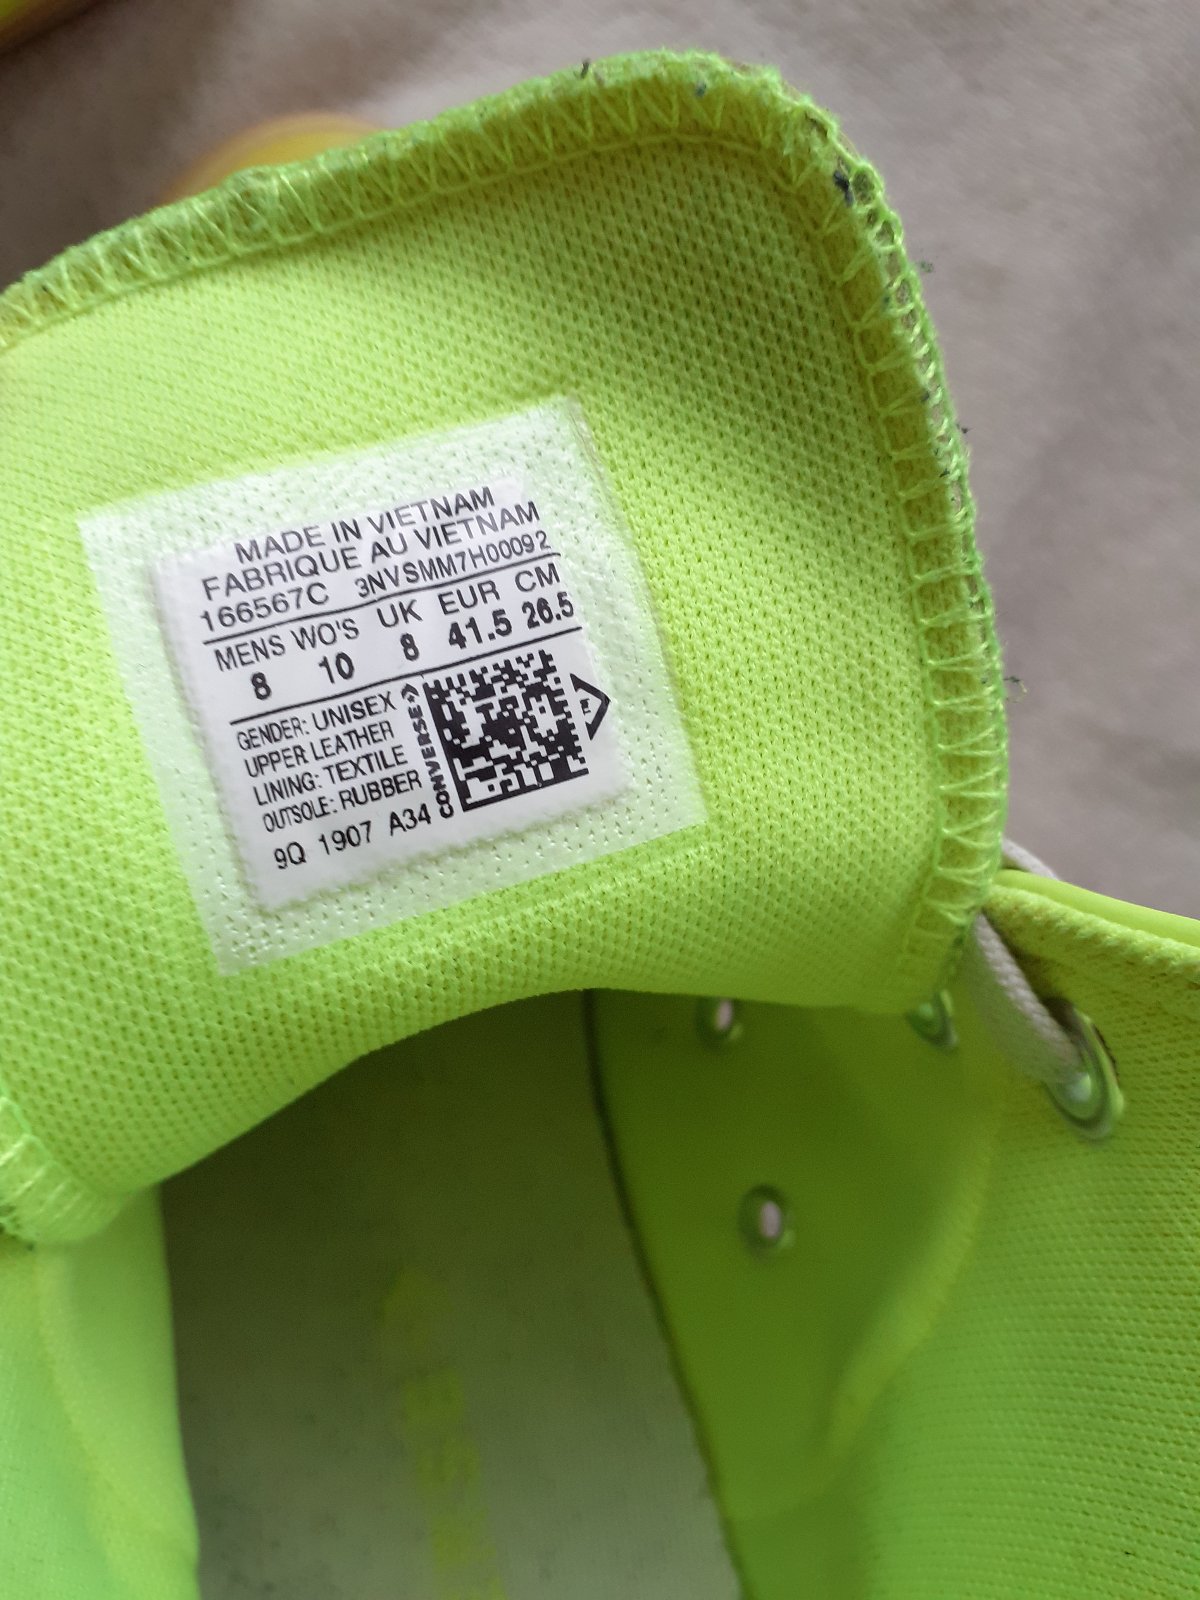 MADE IN VIETNAM
FABRIQUE AU VIETNAM
166567C 3NVSMM7H00092
MENS WO'S UK EUR CM
8 10 8 41.5 26.5
GENDER: UNISEX
UPPER: LEATHER
LINING: TEXTILE
OUTSOLE: RUBBER
9Q 1907 A34
CONVERSE